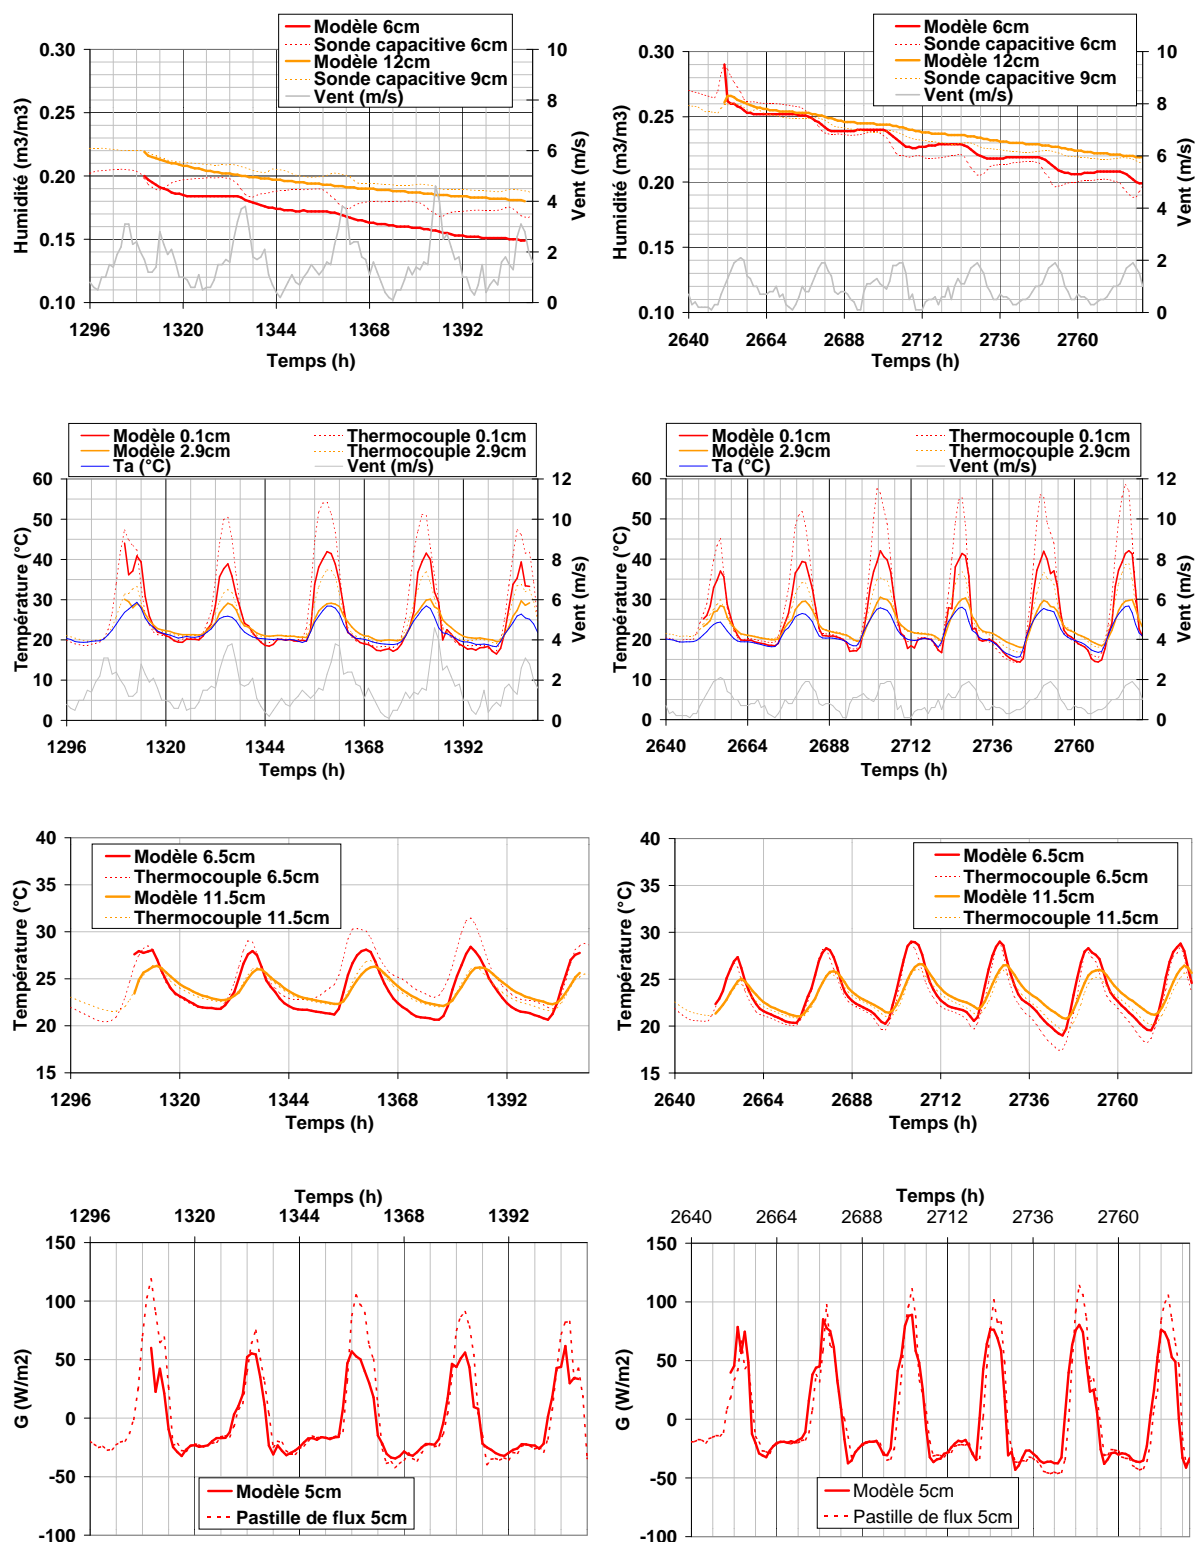 Modèle 6cm
Sonde capacitive 6cm
Modèle 12cm
Sonde capacitive 9cm
Vent (m/s)
0.30
0.25
0.20
0.15
0.10
Humidité (m3/m3)
10
8
6
4
2
0
Vent (m/s)
1296 1320 1344 1368 1392
Temps (h)
Modèle 6cm
Sonde capacitive 6cm
Modèle 12cm
Sonde capacitive 9cm
Vent (m/s)
0.30
0.25
0.20
0.15
0.10
Humidité (m3/m3)
10
8
6
4
2
0
Vent (m/s)
2640 2664 2688 2712 2736 2760
Temps (h)
Modèle 0.1cm Thermocouple 0.1cm
Modèle 2.9cm Thermocouple 2.9cm
Ta (°C) Vent (m/s)
60
50
40
30
20
10
0
Température (°C)
12
10
8
6
4
2
0
Vent (m/s)
1296 1320 1344 1368 1392
Temps (h)
Modèle 0.1cm Thermocouple 0.1cm
Modèle 2.9cm Thermocouple 2.9cm
Ta (°C) Vent (m/s)
60
50
40
30
20
10
0
Température (°C)
12
10
8
6
4
2
0
Vent (m/s)
2640 2664 2688 2712 2736 2760
Temps (h)
40
35
30
25
20
15
Température (°C)
Modèle 6.5cm
Thermocouple 6.5cm
Modèle 11.5cm
Thermocouple 11.5cm
1296 1320 1344 1368 1392
Temps (h)
40
35
30
25
20
15
Température (°C)
Modèle 6.5cm
Thermocouple 6.5cm
Modèle 11.5cm
Thermocouple 11.5cm
2640 2664 2688 2712 2736 2760
Temps (h)
Temps (h)
1296 1320 1344 1368 1392
150
100
50
0
-50
-100
G (W/m2)
Modèle 5cm
Pastille de flux 5cm
Temps (h)
2640 2664 2688 2712 2736 2760
150
100
50
0
-50
-100
G (W/m2)
Modèle 5cm
Pastille de flux 5cm